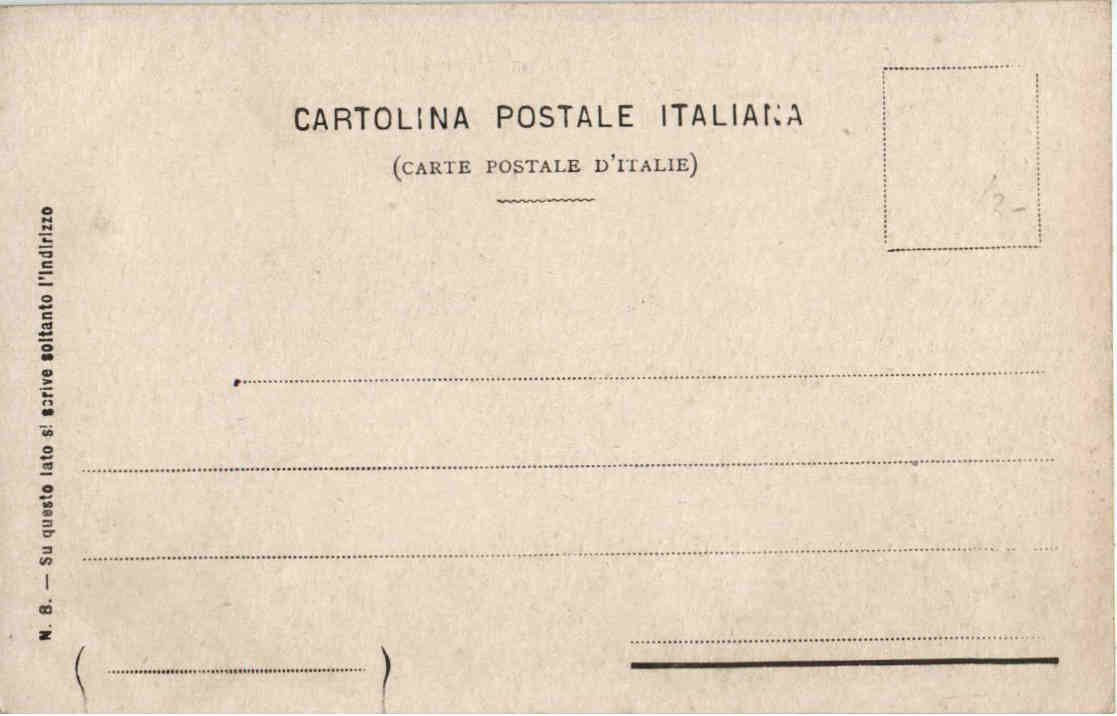 CARTOLINA POSTALE ITALIANA
(CARTE POSTALE D'ITALIE)
N. B. — Su questo lato si scrive soltanto l'indirizzo